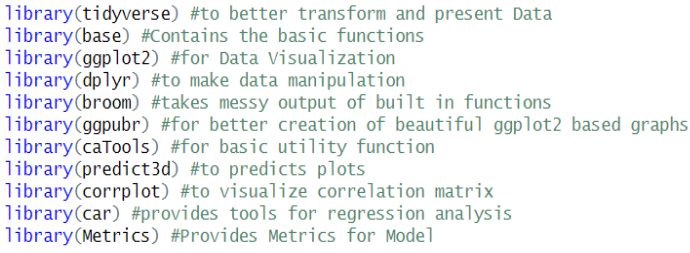 library(tidyverse) #to better transform and present Data
library(base) #Contains the basic functions
library(ggplot2) #for Data Visualization
library(dplyr) #to make data manipulation
library(broom) #takes messy output of built in functions
library(ggpubr) #for better creation of beautiful ggplot2 based graphs
library(caTools) #for basic utility function
library(predict3d) #to predicts plots
library(corrplot) #to visualize correlation matrix
library(car) #provides tools for regression analysis
library(Metrics) #Provides Metrics for Model